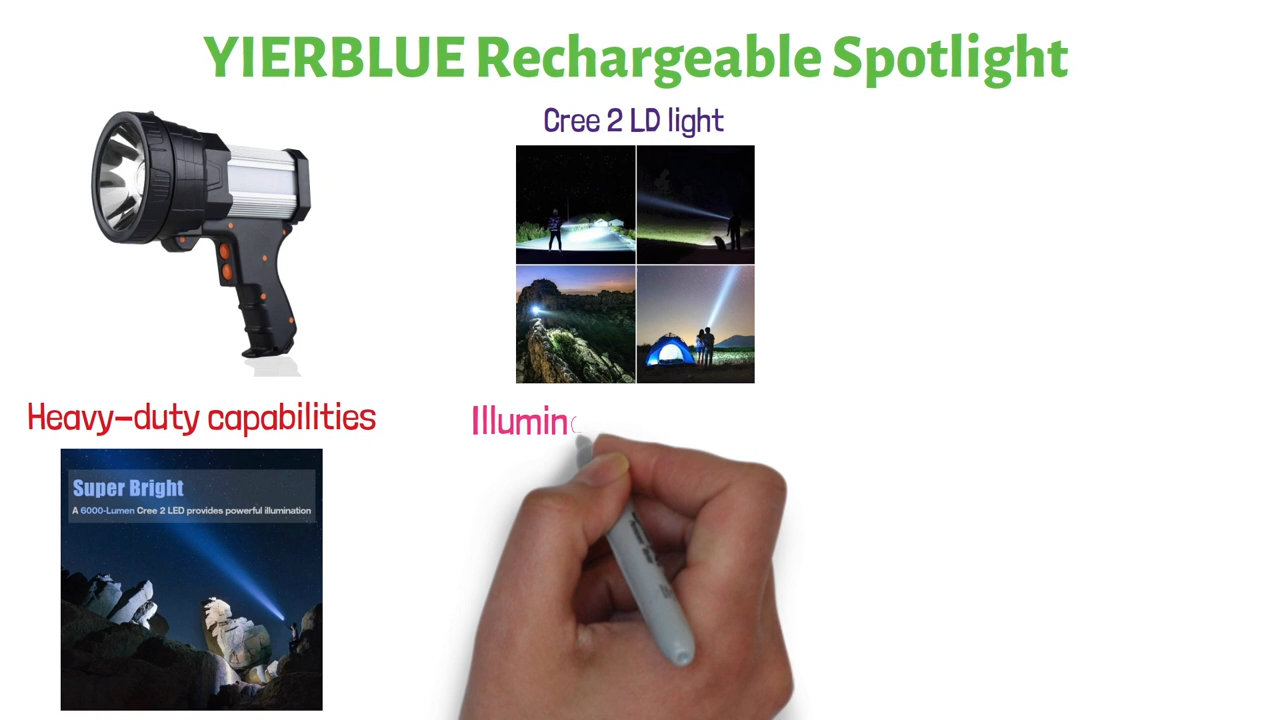 YIERBLUE Rechargeable Spotlight
Cree 2 LD light
Heavy-duty capabilities
Super Bright
A 6000-Lumen Cree 2 LED provides powerful illumination
Illumin